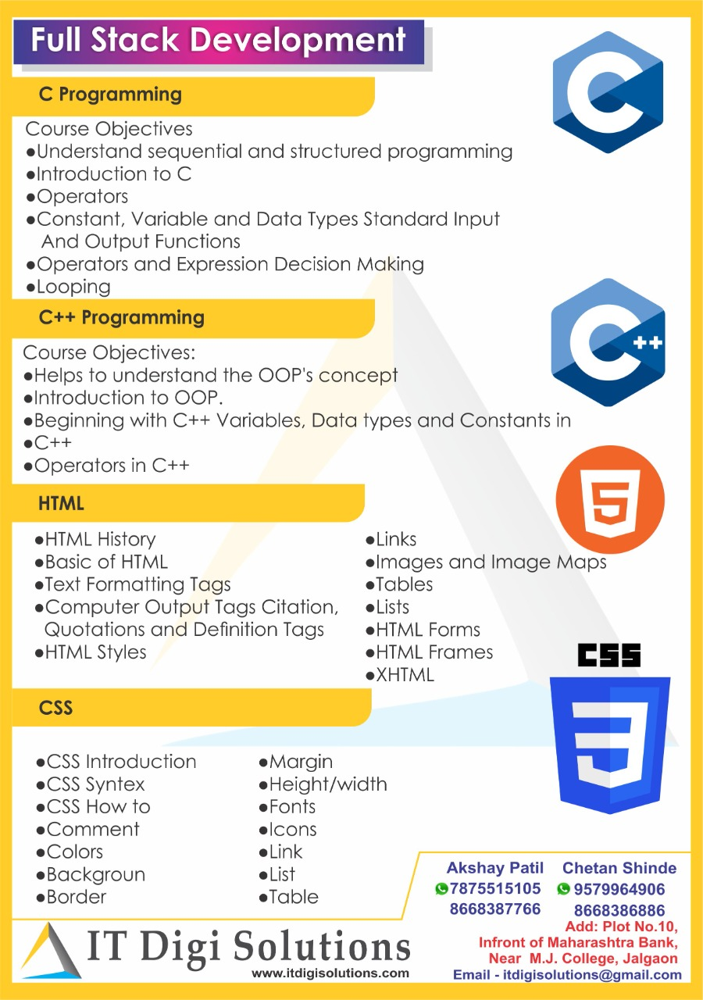 Full Stack Development
C Programming
Course Objectives
●Understand sequential and structured programming
●Introduction to C
●Operators
●Constant, Variable and Data Types Standard Input
And Output Functions
●Operators and Expression Decision Making
●Looping
C++ Programming
Course Objectives:
●Helps to understand the OOP's concept
●Introduction to OOP.
●Beginning with C++ Variables, Data types and Constants in
●C++
●Operators in C++
HTML
●HTML History
●Basic of HTML
●Text Formatting Tags
●Computer Output Tags Citation,
Quotations and Definition Tags
●HTML Styles
●Links
●Images and Image Maps
●Tables
●Lists
●HTML Forms
●HTML Frames
●XHTML
CSS
●CSS Introduction
●CSS Syntex
●CSS How to
●Comment
●Colors
●Backgroun
●Border
●Margin
●Height/width
●Fonts
●Icons
●Link
●List
●Table
C
C++
5
CSS
3
Akshay Patil
7875515105
8668387766
Chetan Shinde
9579964906
8668386886
Add: Plot No.10,
Infront of Maharashtra Bank,
Near M.J. College, Jalgaon
Email - itdigisolutions@gmail.com
IT Digi Solutions
www.itdigisolutions.com